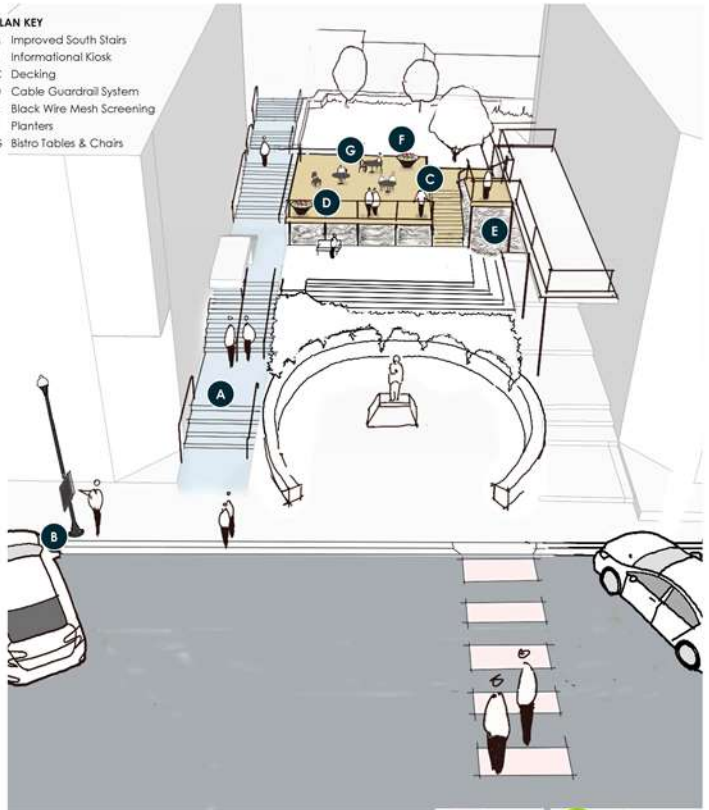 LAN KEY
Improved South Stairs
Informational Kiosk
Decking
Cable Guardrail System
Black Wire Mesh Screening
Planters
Bistro Tables & Chairs
F
G
C
D
E
A
B